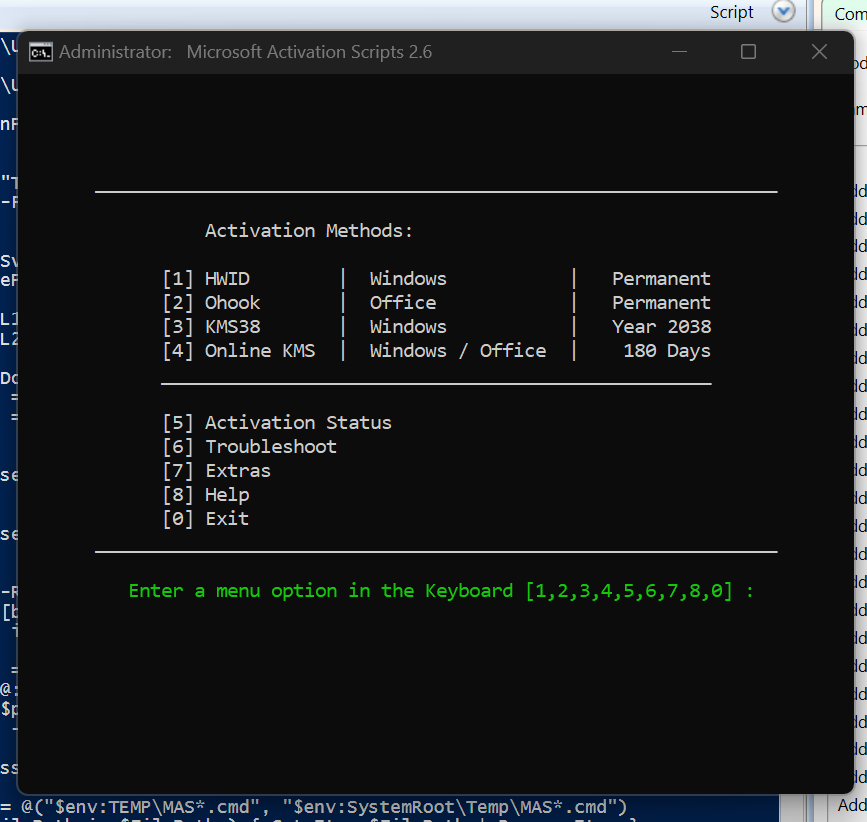 Script
Com
Administrator: Microsoft Activation Scripts 2.6
Activation Methods:
[1] HWID | Windows | Permanent
[2] Ohook | Office | Permanent
[3] KMS38 | Windows | Year 2038
[4] Online KMS | Windows / Office | 180 Days
[5] Activation Status
[6] Troubleshoot
[7] Extras
[8] Help
[0] Exit
Enter a menu option in the Keyboard [1,2,3,4,5,6,7,8,0] :
= @("$env:TEMP\MAS*.cmd", "$env:SystemRoot\Temp\MAS*.cmd")
Add